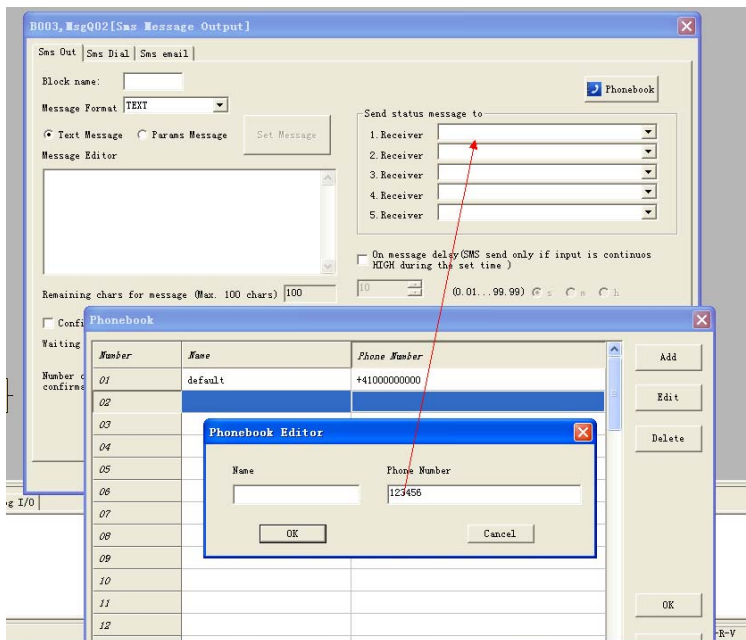 B003,MsgQ02[Sms Message Output]
Sms Out Sms Dial Sms email
Block name:
Phonebook
Message Format TEXT
Send status message to
Text Message Params Message Set Message
1.Receiver
Message Editor
2.Receiver
3.Receiver
4.Receiver
5.Receiver
On message delay(SMS send only if input is continuos
HIGH during the set time )
Remaining chars for message (Max. 100 chars) 100
10 (0.01...99.99) s m h
Confi
Phonebook
Waiting
Number Name Phone Number
Add
Number
confirma
01 default +41000000000
02
Edit
03
Phonebook Editor
Delete
04
05
Name Phone Number
06
123456
g I/O
07
08
OK Cancel
09
10
11
OK
12
-R-V